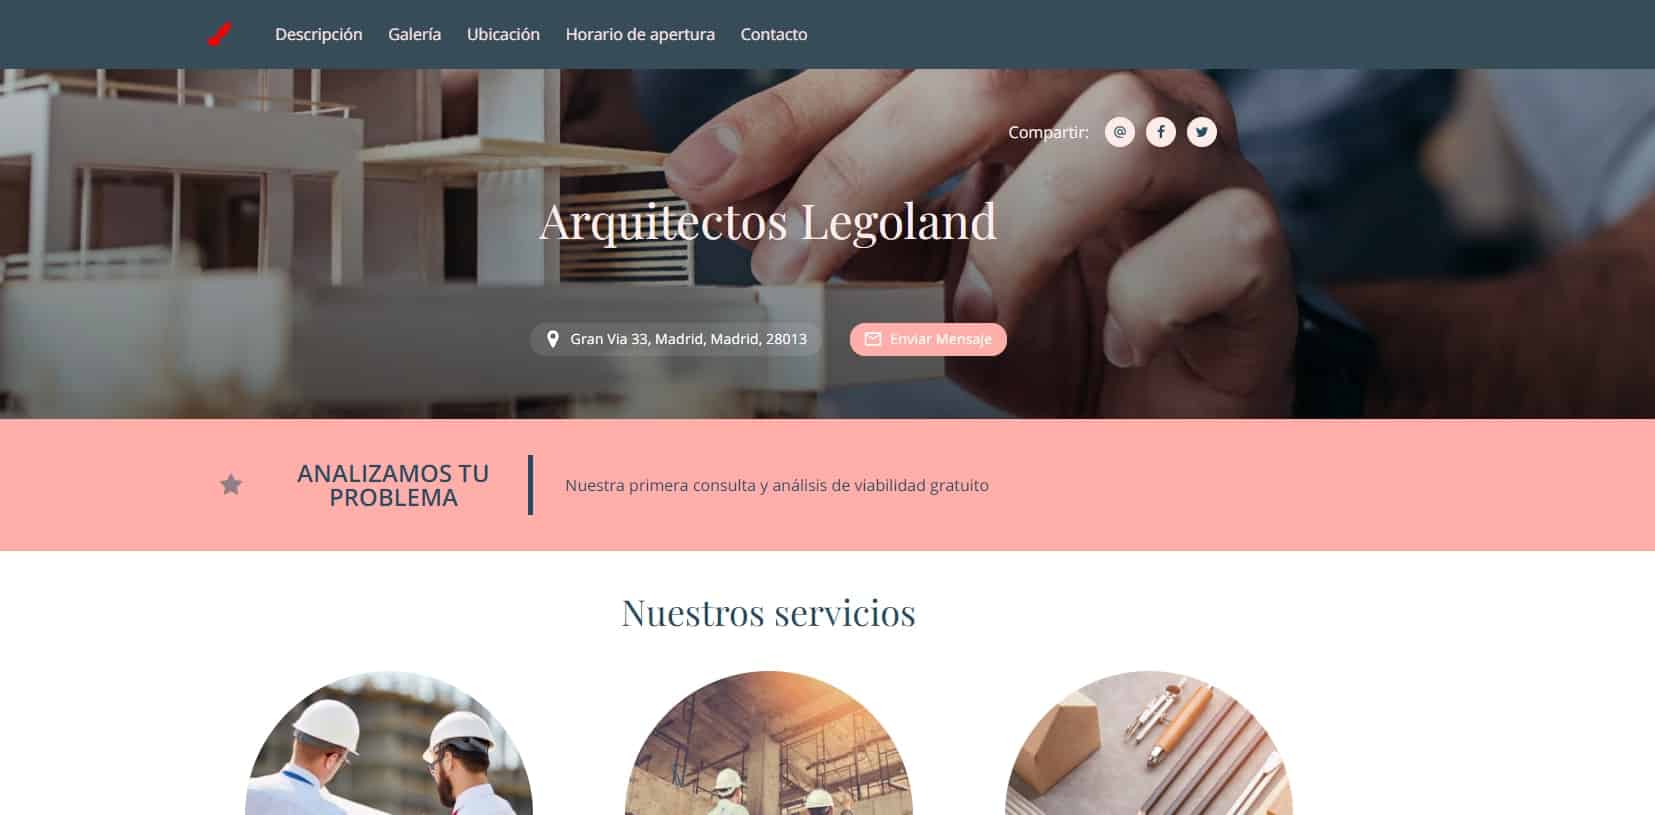 Descripción Galería Ubicación Horario de apertura Contacto
Compartir:
Arquitectos Legoland
Gran Via 33, Madrid, Madrid, 28013 Enviar Mensaje
ANALIZAMOS TU
PROBLEMA
Nuestra primera consulta y análisis de viabilidad gratuito
Nuestros servicios